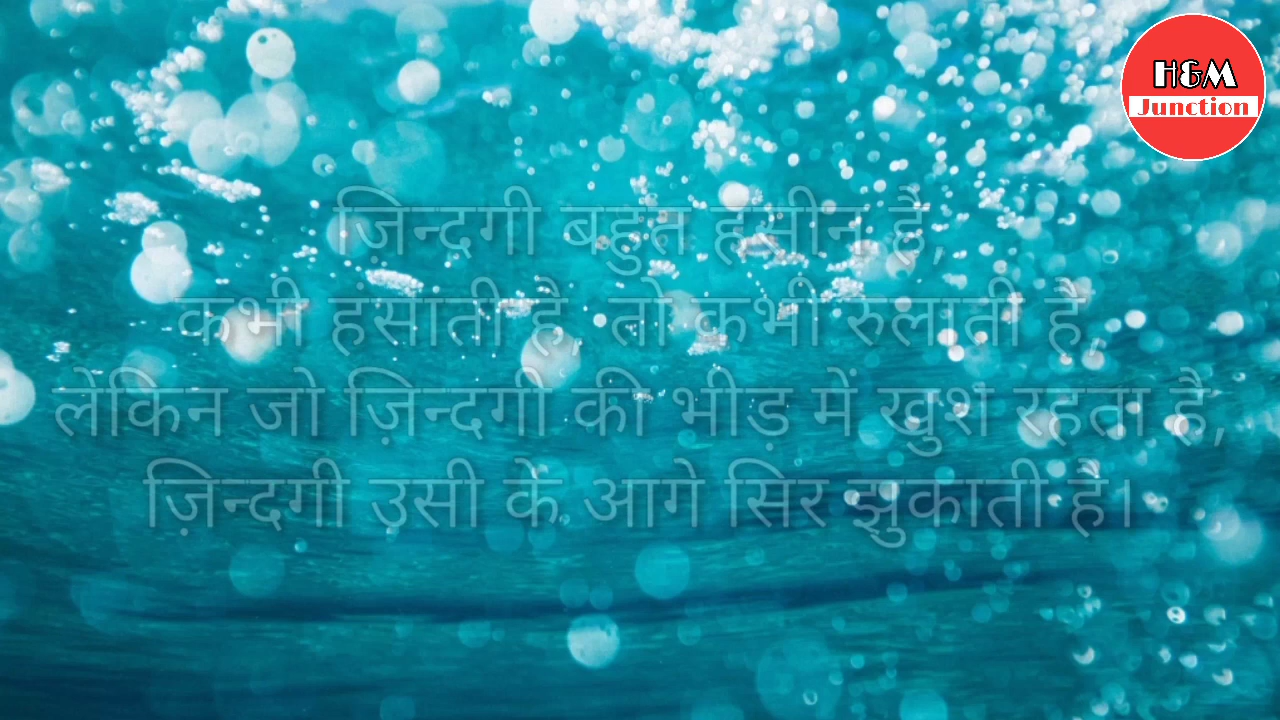 H&M
Junction
ज़िन्दगी बहुत हसीन है,
कभी हंसाती है, तो कभी रुलाती है,
लेकिन जो ज़िन्दगी की भीड में खुश रहता है,
ज़िन्दगी उसी के आगे सिर झुकाती है।